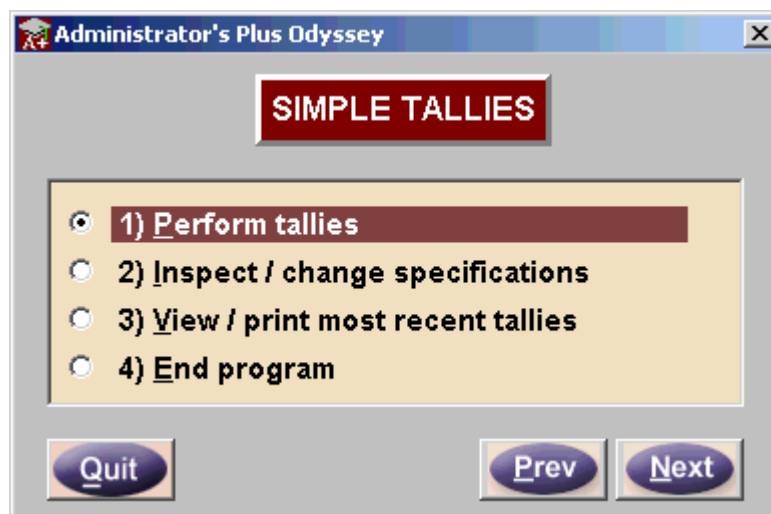 Administrator's Plus Odyssey
SIMPLE TALLIES
1) Perform tallies
2) Inspect / change specifications
3) View / print most recent tallies
4) End program
Quit
Prev
Next